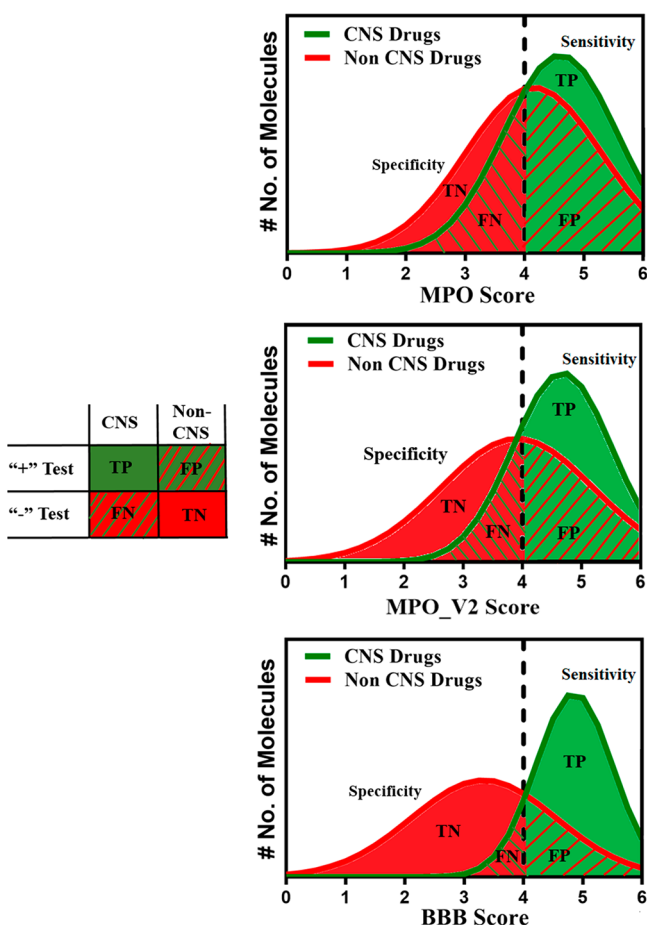 CNS Drugs
Non CNS Drugs
Sensitivity
TP
Specificity
TN
FN
FP
# No. of Molecules
0 1 2 3 4 5 6
MPO Score
CNS Non-CNS
"+" Test TP FP
"-" Test FN TN
CNS Drugs
Non CNS Drugs
Sensitivity
TP
Specificity
TN
FN
FP
# No. of Molecules
0 1 2 3 4 5 6
MPO_V2 Score
CNS Drugs
Non CNS Drugs
Sensitivity
TP
Specificity
TN
FN
FP
# No. of Molecules
0 1 2 3 4 5 6
BBB Score